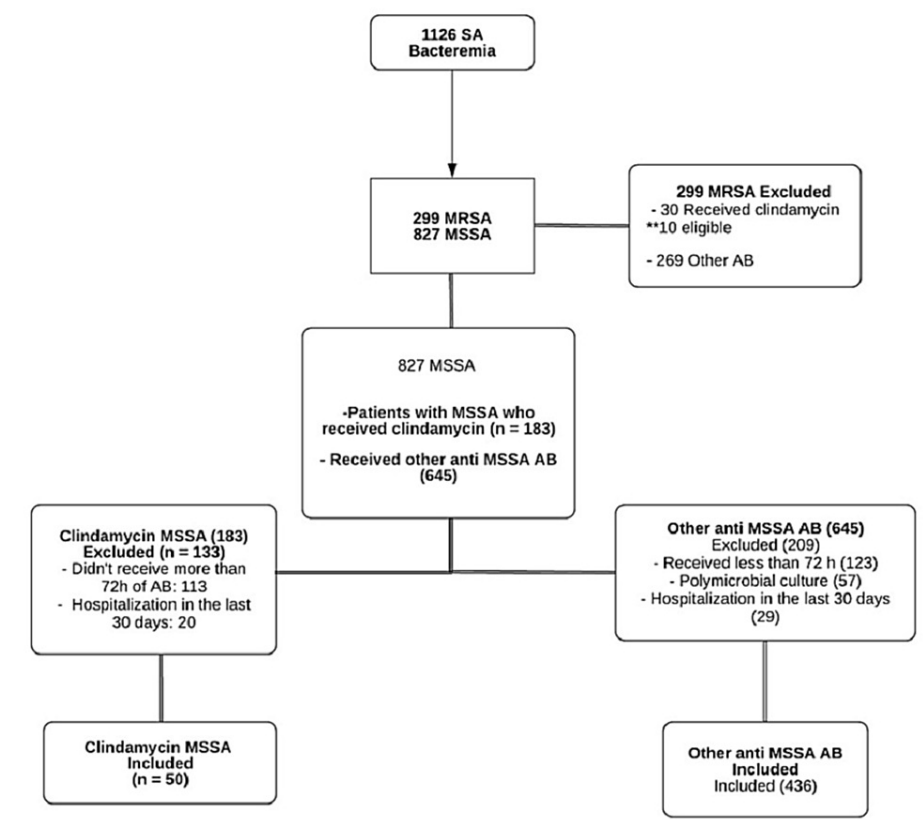 1126 SA
Bacteremia
299 MRSA
827 MSSA
299 MRSA Excluded
- 30 Received clindamycin
**10 eligible
- 269 Other AB
827 MSSA
-Patients with MSSA who
received clindamycin (n = 183)
- Received other anti MSSA AB
(645)
Clindamycin MSSA (183)
Excluded (n = 133)
- Didn't receive more than
72h of AB: 113
- Hospitalization in the last
30 days: 20
Other anti MSSA AB (645)
Excluded (209)
- Received less than 72 h (123)
- Polymicrobial culture (57)
- Hospitalization in the last 30 days
(29)
Clindamycin MSSA
Included
(n = 50)
Other anti MSSA AB
Included
Included (436)